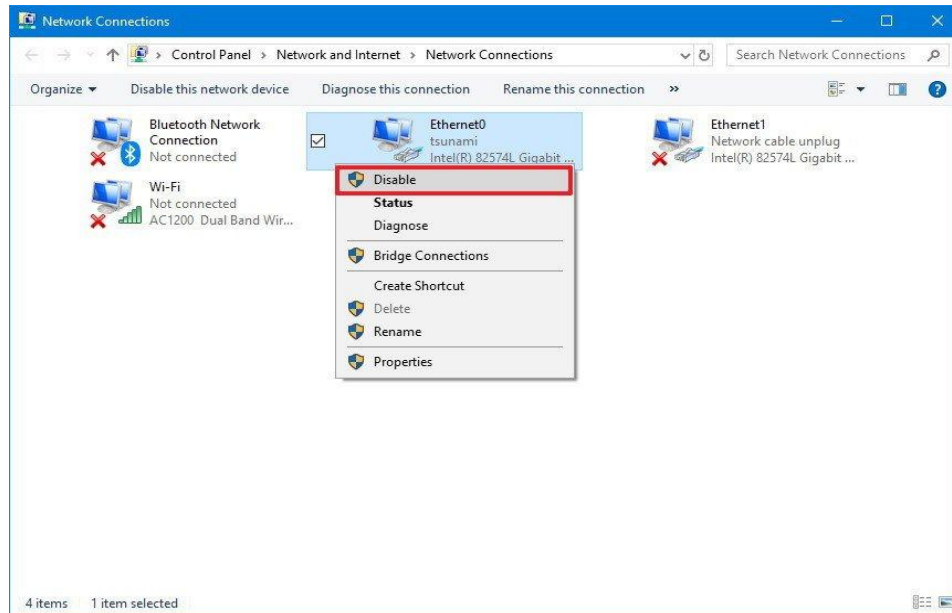 Network Connections
Control Panel > Network and Internet > Network Connections
Search Network Connections
Organize
Disable this network device
Diagnose this connection
Rename this connection
»
Bluetooth Network
Connection
Not connected
Ethernet0
tsunami
Intel(R) 82574L Gigabit ...
Ethernet1
Network cable unplug
Intel(R) 82574L Gigabit ...
Wi-Fi
Not connected
AC1200 Dual Band Wir...
Disable
Status
Diagnose
Bridge Connections
Create Shortcut
Delete
Rename
Properties
4 items
1 item selected